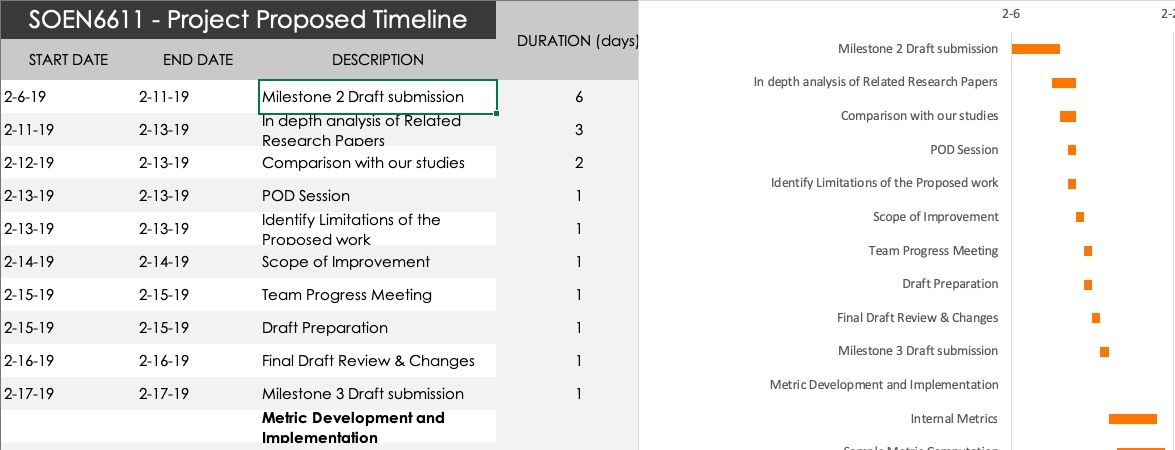 SOEN6611 - Project Proposed Timeline
DURATION (days)
START DATE END DATE DESCRIPTION
2-6-19 2-11-19 Milestone 2 Draft submission 6
2-11-19 2-13-19 In depth analysis of Related
Research Papers 3
2-12-19 2-13-19 Comparison with our studies 2
2-13-19 2-13-19 POD Session 1
2-13-19 2-13-19 Identify Limitations of the
Proposed work 1
2-14-19 2-14-19 Scope of Improvement 1
2-15-19 2-15-19 Team Progress Meeting 1
2-15-19 2-15-19 Draft Preparation 1
2-16-19 2-16-19 Final Draft Review & Changes 1
2-17-19 2-17-19 Milestone 3 Draft submission 1
Metric Development and
Implementation
2-6
Milestone 2 Draft submission
In depth analysis of Related Research Papers
Comparison with our studies
POD Session
Identify Limitations of the Proposed work
Scope of Improvement
Team Progress Meeting
Draft Preparation
Final Draft Review & Changes
Milestone 3 Draft submission
Metric Development and Implementation
Internal Metrics